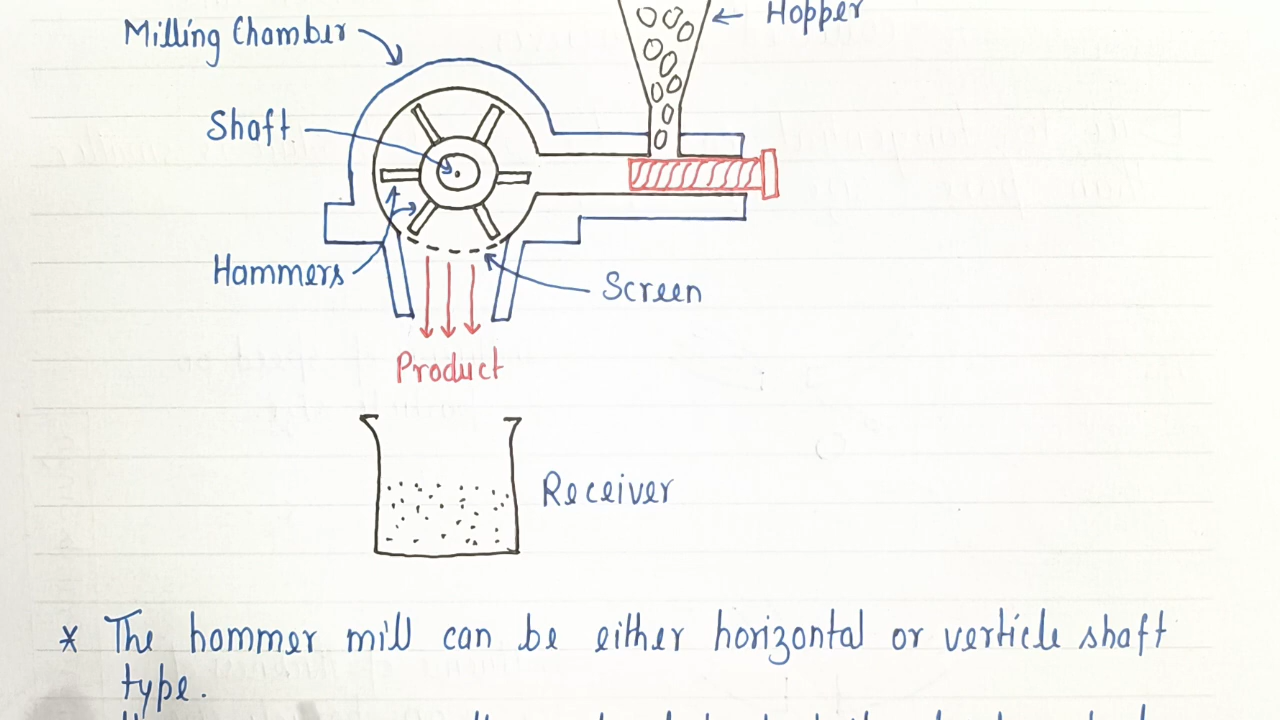 Hopper
Milling Chamber
Shaft
Hammers
Screen
Product
Receiver
* The hammer mill can be either horizontal or verticle shaft
type.